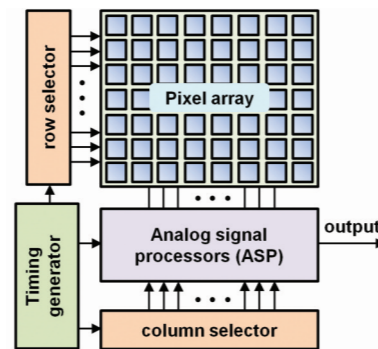 row selector
Pixel array
Timing
generator
Analog signal
processors (ASP)
output
column selector